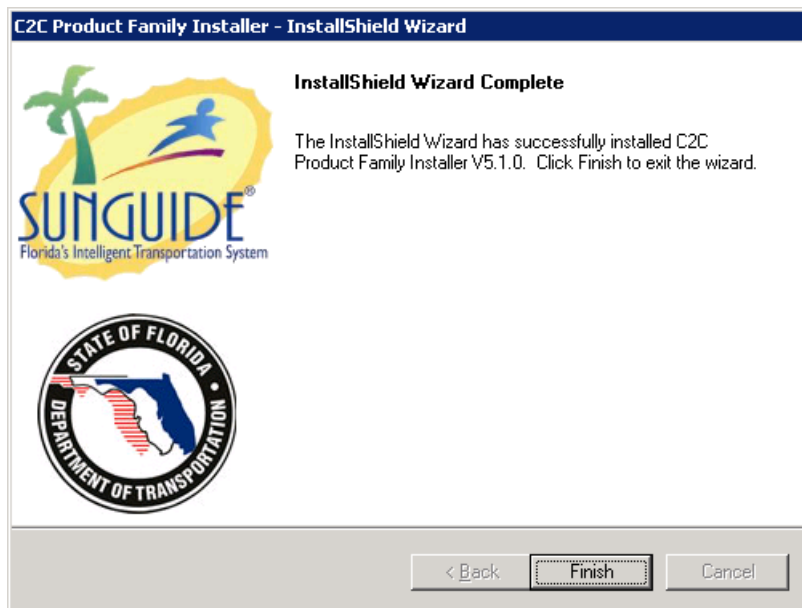 C2C Product Family Installer - InstallShield Wizard
InstallShield Wizard Complete
The InstallShield Wizard has successfully installed C2C
Product Family Installer V5.1.0. Click Finish to exit the wizard.
SUNGUIDE®
Florida's Intelligent Transportation System
STATE OF FLORIDA •
DEPARTMENT OF TRANSPORTATION
< Back
Finish
Cancel